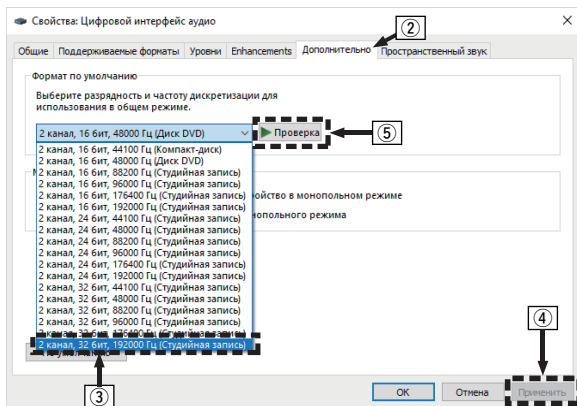 Свойства: Цифровой интерфейс аудио
②
Общие Поддерживаемые форматы Уровни Enhancements Дополнительно Пространственный звук
Формат по умолчанию
Выберите разрядность и частоту дискретизации для
использования в общем режиме.
2 канал, 16 бит, 48000 Гц (Диск DVD) Проверка ⑤
2 канал, 16 бит, 44100 Гц (Компакт-диск)
2 канал, 16 бит, 48000 Гц (Диск DVD)
2 канал, 16 бит, 88200 Гц (Студийная запись)
2 канал, 16 бит, 96000 Гц (Студийная запись)
2 канал, 16 бит, 176400 Гц (Студийная запись)
в монопольном режиме
2 канал, 16 бит, 192000 Гц (Студийная запись)
режима
2 канал, 24 бит, 44100 Гц (Студийная запись)
2 канал, 24 бит, 48000 Гц (Студийная запись)
2 канал, 24 бит, 88200 Гц (Студийная запись)
2 канал, 24 бит, 96000 Гц (Студийная запись)
2 канал, 24 бит, 176400 Гц (Студийная запись)
2 канал, 24 бит, 192000 Гц (Студийная запись)
2 канал, 32 бит, 44100 Гц (Студийная запись)
2 канал, 32 бит, 48000 Гц (Студийная запись)
2 канал, 32 бит, 88200 Гц (Студийная запись)
2 канал, 32 бит, 96000 Гц (Студийная запись)
2 канал, 32 бит, 176400 Гц (Студийная запись)
2 канал, 32 бит, 192000 Гц (Студийная запись)
④
③
OK Отмена Применить